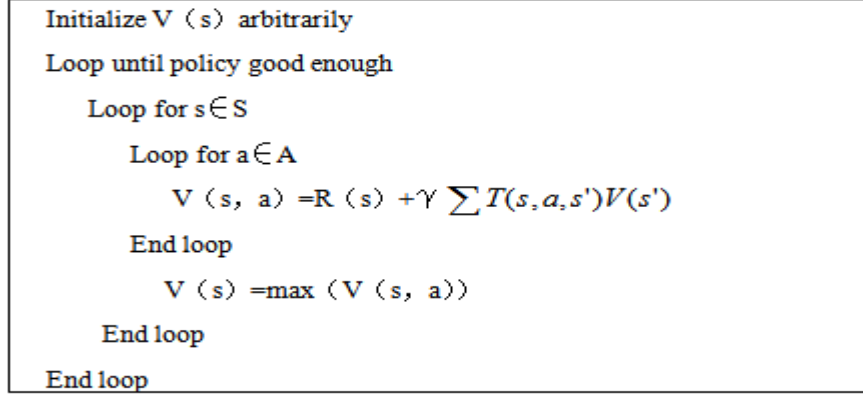 Initialize V（s）arbitrarily
Loop until policy good enough
Loop for s∈S
Loop for a∈A
V（s，a）=R（s）+γ∑T(s,a,s')V(s')
End loop
V（s）=max（V（s，a））
End loop
End loop